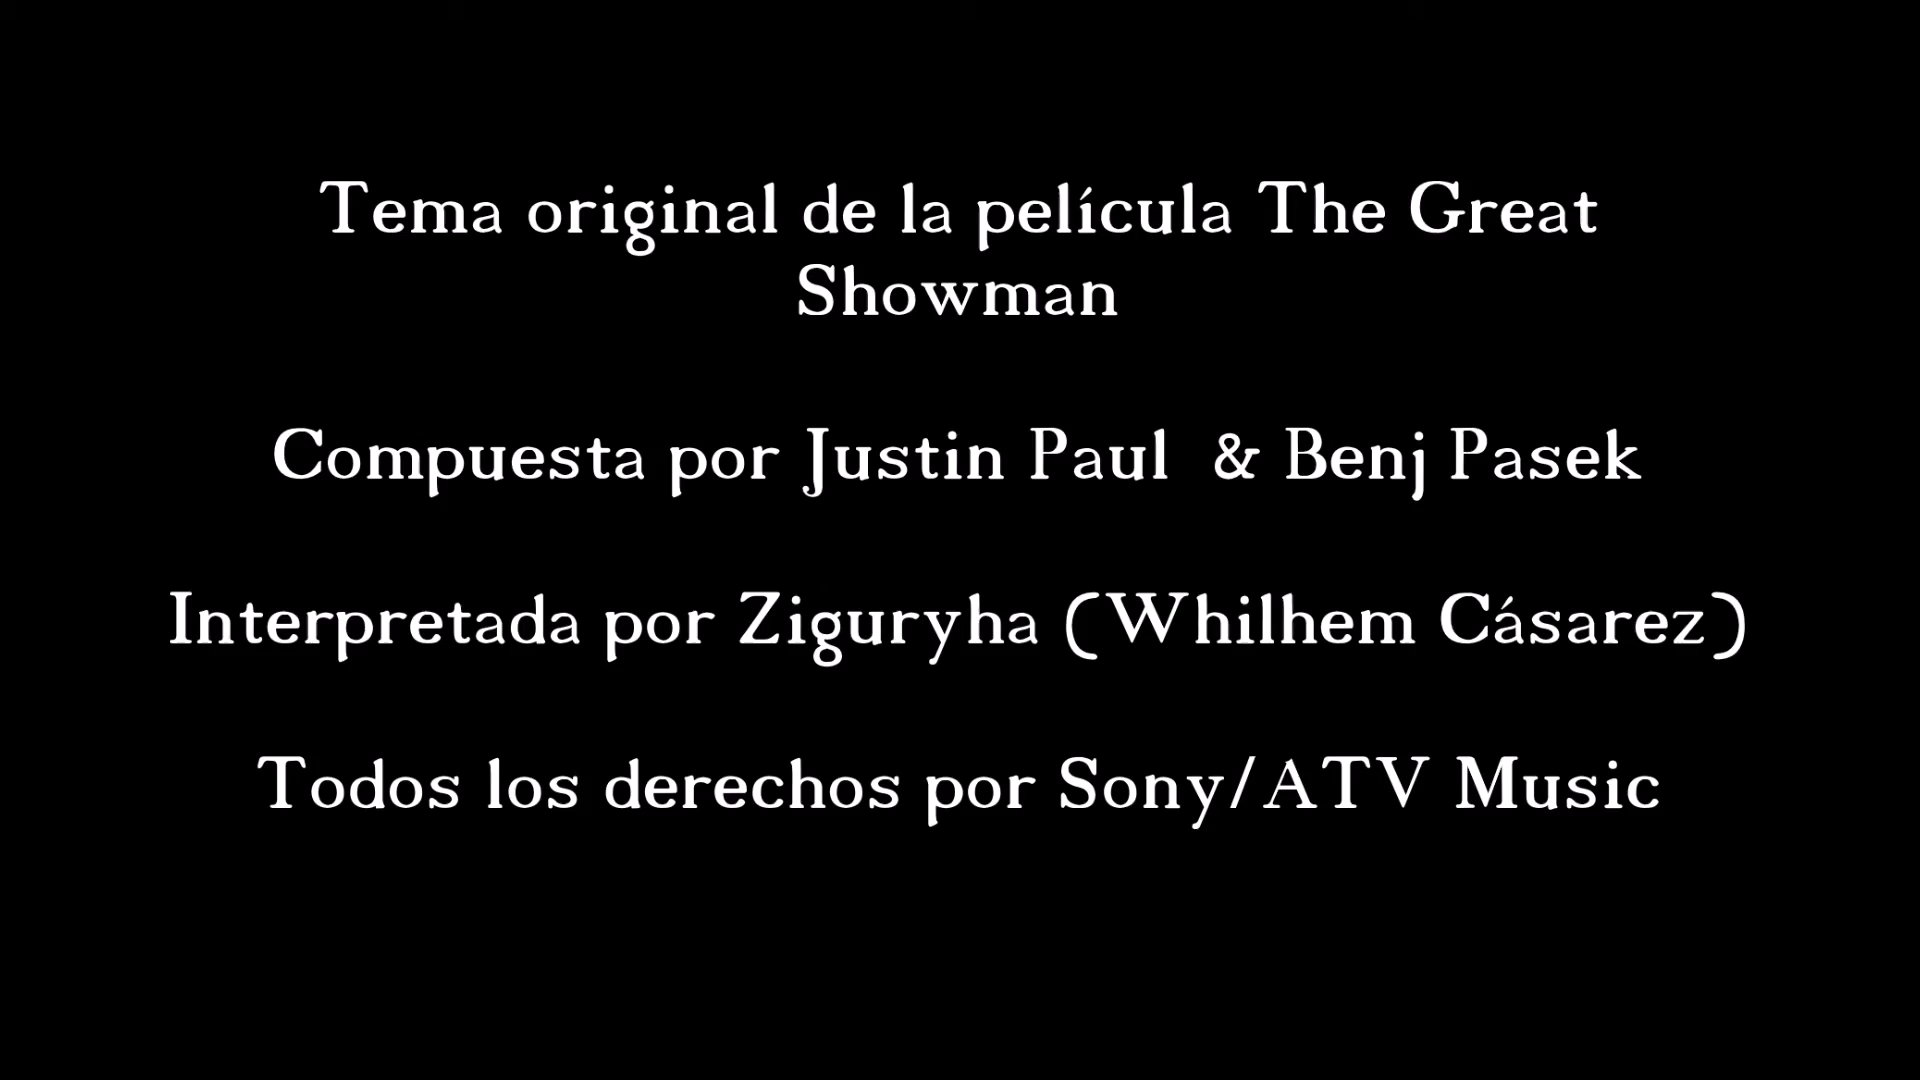 Tema original de la película The Great
Showman
Compuesta por Justin Paul & Benj Pasek
Interpretada por Ziguryha (Whilhem Cásarez)
Todos los derechos por Sony/ATV Music